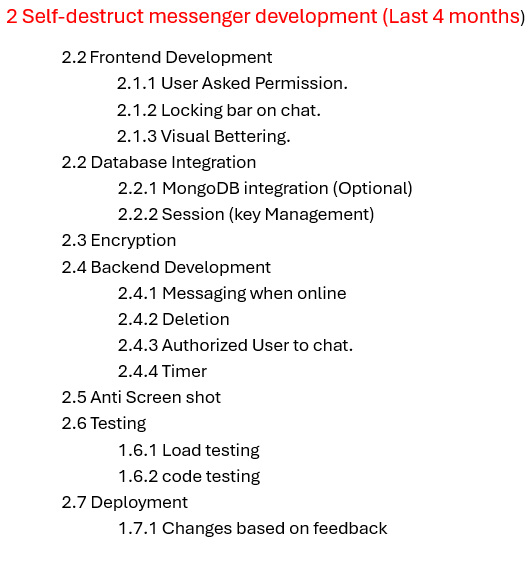 2 Self-destruct messenger development (Last 4 months)
2.2 Frontend Development
2.1.1 User Asked Permission.
2.1.2 Locking bar on chat.
2.1.3 Visual Bettering.
2.2 Database Integration
2.2.1 MongoDB integration (Optional)
2.2.2 Session (key Management)
2.3 Encryption
2.4 Backend Development
2.4.1 Messaging when online
2.4.2 Deletion
2.4.3 Authorized User to chat.
2.4.4 Timer
2.5 Anti Screen shot
2.6 Testing
1.6.1 Load testing
1.6.2 code testing
2.7 Deployment
1.7.1 Changes based on feedback